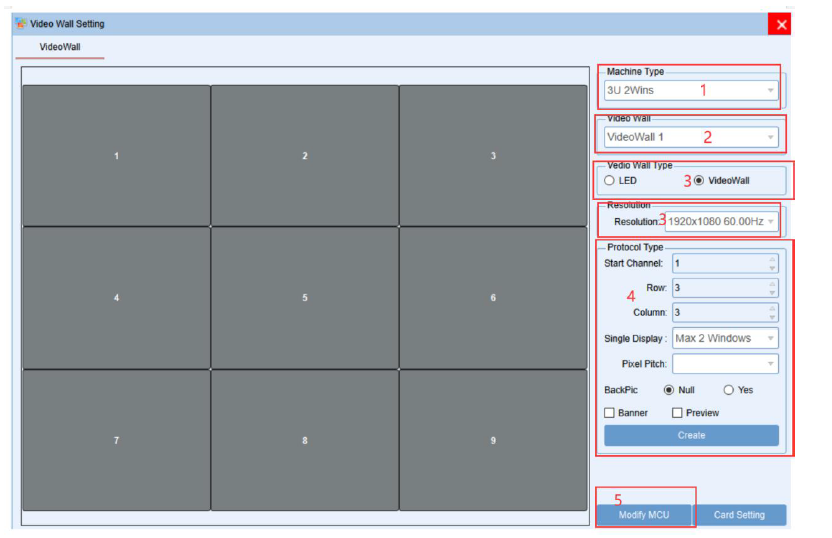 Video Wall Setting
VideoWall
1 2 3
4 5 6
7 8 9
Machine Type
3U 2Wins 1
Video Wall
VideoWall 1 2
Vedio Wall Type
LED 3 VideoWall
Resolution
Resolution: 3 1920x1080 60.00Hz
Protocol Type
Start Channel: 1
Row: 3
4
Column: 3
Single Display : Max 2 Windows
Pixel Pitch:
BackPic Null Yes
Banner Preview
Create
5
Modify MCU Card Setting